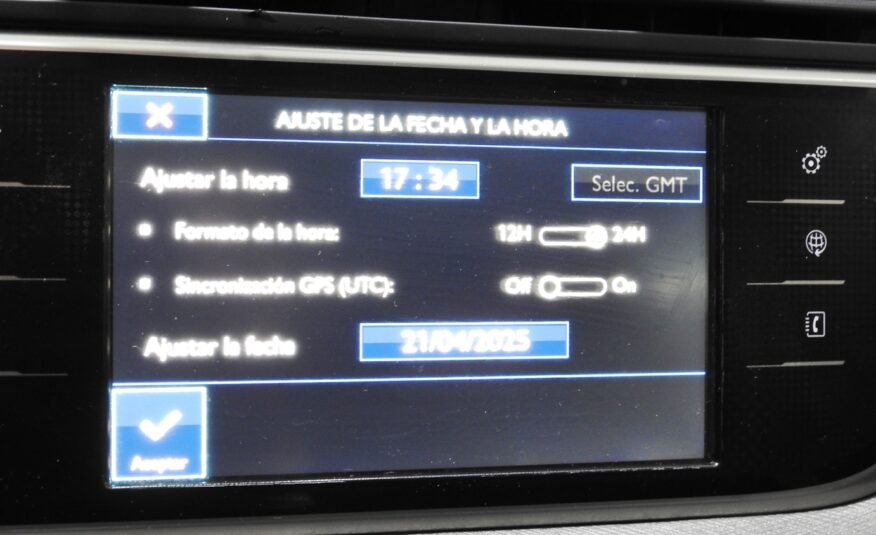 AJUSTE DE LA FECHA Y LA HORA
Ajustar la hora 17 : 34 Selec. GMT
Formato de la hora: 12H 24H
Sincronización GPS (UTC): Off On
Ajustar la fecha 21/04/2025
Aceptar